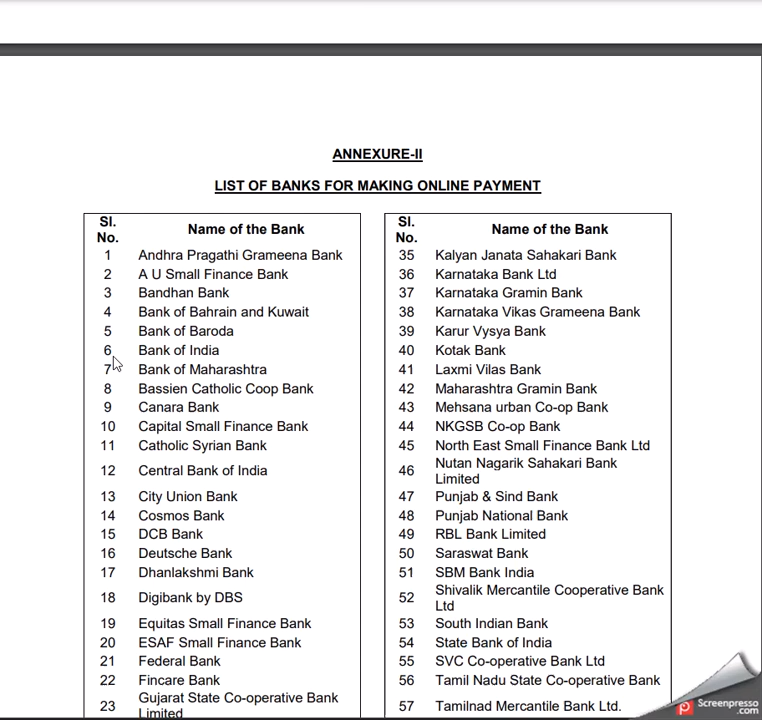 ANNEXURE-II
LIST OF BANKS FOR MAKING ONLINE PAYMENT
Sl.
No.
Name of the Bank
1 Andhra Pragathi Grameena Bank
2 A U Small Finance Bank
3 Bandhan Bank
4 Bank of Bahrain and Kuwait
5 Bank of Baroda
6 Bank of India
7 Bank of Maharashtra
8 Bassien Catholic Coop Bank
9 Canara Bank
10 Capital Small Finance Bank
11 Catholic Syrian Bank
12 Central Bank of India
13 City Union Bank
14 Cosmos Bank
15 DCB Bank
16 Deutsche Bank
17 Dhanlakshmi Bank
18 Digibank by DBS
19 Equitas Small Finance Bank
20 ESAF Small Finance Bank
21 Federal Bank
22 Fincare Bank
23 Gujarat State Co-operative Bank
Limited
Sl.
No.
Name of the Bank
35 Kalyan Janata Sahakari Bank
36 Karnataka Bank Ltd
37 Karnataka Gramin Bank
38 Karnataka Vikas Grameena Bank
39 Karur Vysya Bank
40 Kotak Bank
41 Laxmi Vilas Bank
42 Maharashtra Gramin Bank
43 Mehsana urban Co-op Bank
44 NKGSB Co-op Bank
45 North East Small Finance Bank Ltd
46 Nutan Nagarik Sahakari Bank
Limited
47 Punjab & Sind Bank
48 Punjab National Bank
49 RBL Bank Limited
50 Saraswat Bank
51 SBM Bank India
52 Shivalik Mercantile Cooperative Bank
Ltd
53 South Indian Bank
54 State Bank of India
55 SVC Co-operative Bank Ltd
56 Tamil Nadu State Co-operative Bank
57 Tamilnad Mercantile Bank Ltd.
Screenpresso
.com